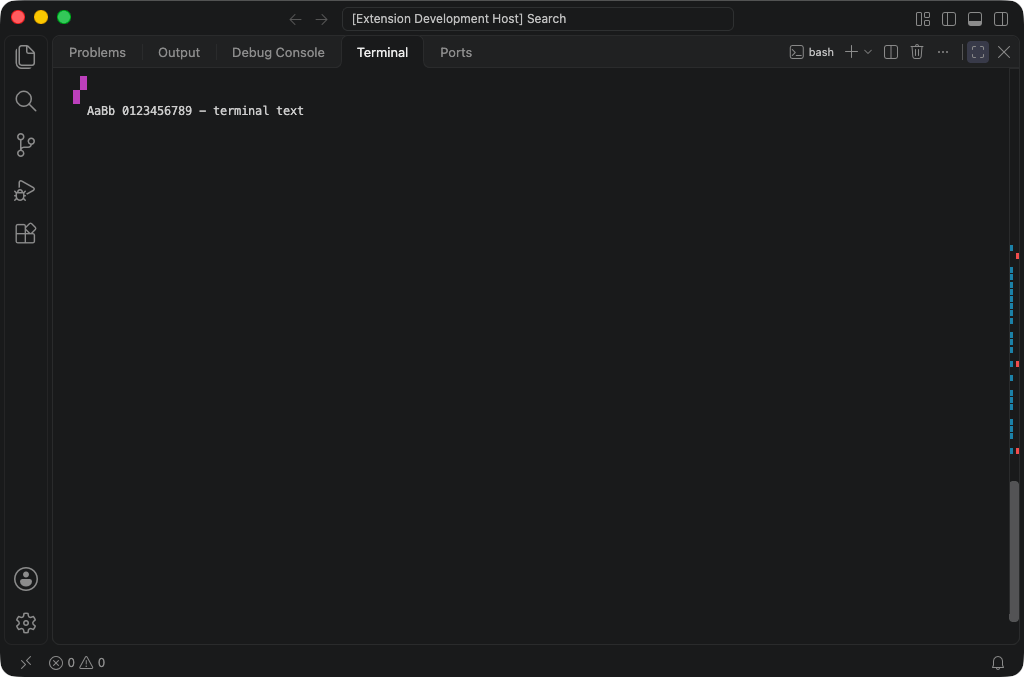 [Extension Development Host] Search
Problems Output Debug Console Terminal Ports bash
AaBb 0123456789 — terminal text
0 0